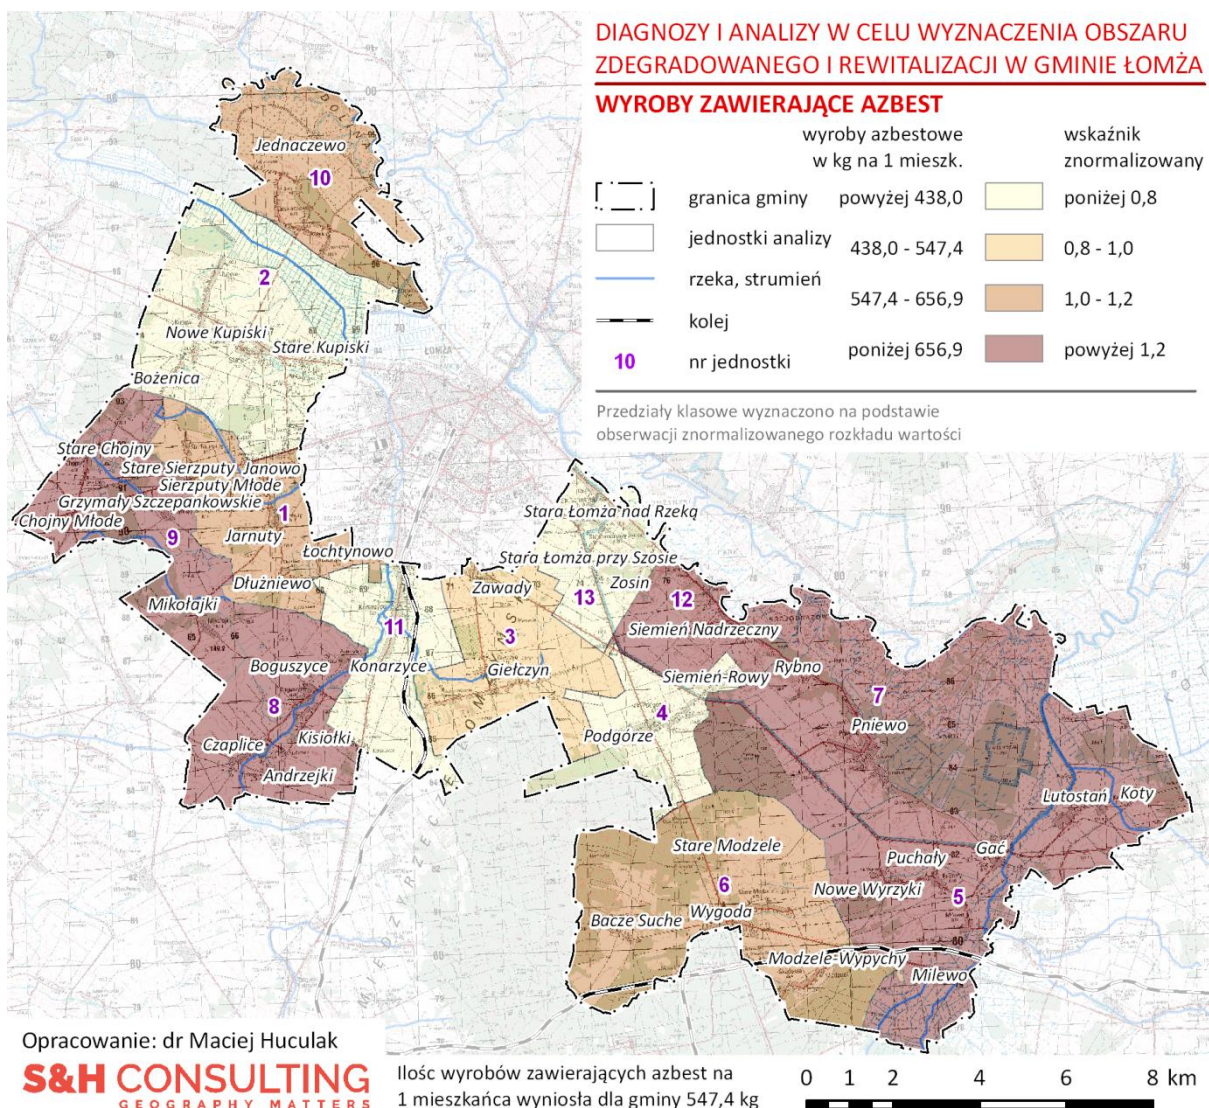 DIAGNOZY I ANALIZY W CELU WYZNACZENIA OBSZARU
ZDEGRADOWANEGO I REWITALIZACJI W GMINIE ŁOMŻA
WYROBY ZAWIERAJĄCE AZBEST
wyroby azbestowe
w kg na 1 mieszk.
wskaźnik
znormalizowany
granica gminy
powyżej 438,0
poniżej 0,8
jednostki analizy
438,0 - 547,4
0,8 - 1,0
rzeka, strumień
547,4 - 656,9
1,0 - 1,2
kolej
poniżej 656,9
powyżej 1,2
10
nr jednostki
Przedziały klasowe wyznaczono na podstawie
obserwacji znormalizowanego rozkładu wartości
Jednaczewo
10
2
Nowe Kupiski
Stare Kupiski
ŁOMŻA
Bożenica
Stare Chojny
Stare Sierzputy
Janowo
Sierzputy Młode
Grzymały Szczepankowskie
Chojny Młode
1
9
Jarnuty
Łochtynowo
Dłużniewo
Mikołajki
11
Boguszyce
Konarzyce
8
Czaplice
Kisiołki
Andrzejki
Stara Łomża nad Rzeką
Stara Łomża przy Szosie
Zawady
Zosin
13
12
3
Giełczyn
Siemień Nadrzeczny
Siemień-Rowy
Rybno
7
4
Podgórze
Pniewo
Lutostań
Koty
Stare Modzele
Gać
Puchały
6
Nowe Wyrzyki
5
Bacze Suche
Wygoda
Modzele-Wypychy
Milewo
Opracowanie: dr Maciej Huculak
S&H CONSULTING
GEOGRAPHY MATTERS
Ilośc wyrobów zawierających azbest na
1 mieszkańca wyniosła dla gminy 547,4 kg
0 1 2 4 6 8 km